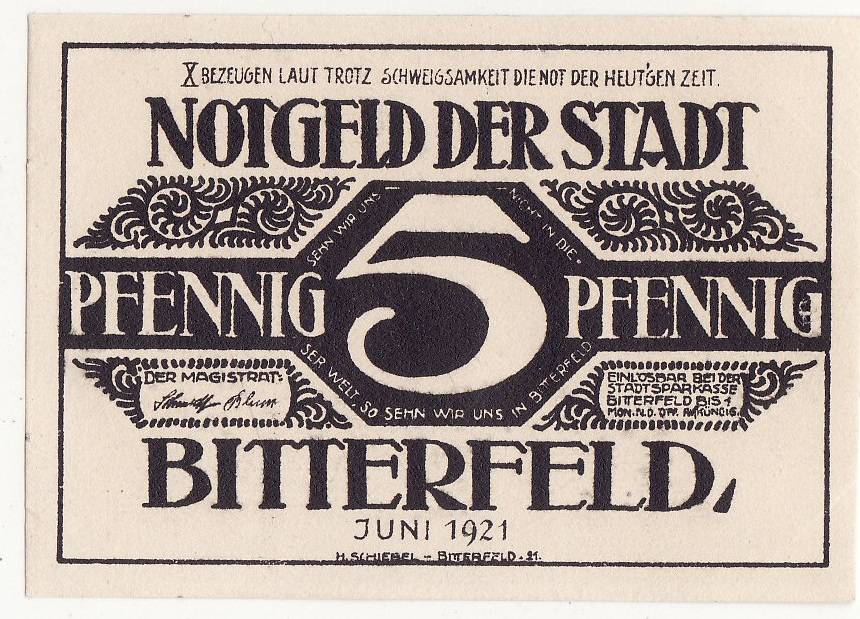 X BEZEUGEN LAUT TROTZ SCHWEIGSAMKEIT DIE NOT DER HEUT'GEN ZEIT.
NOTGELD DER STADT
SEHN WIR UNS — NICHT IN DIE-
PFENNIG 5 PFENNIG
SER WELT, SO SEHN WIR UNS IN BITTERFELD.
DER MAGISTRAT:
EINLÖSBAR BEI DER
STADTSPARKASSE
BITTERFELD BIS 1
MON. N. D. ÖFF.
BITTERFELD,
JUNI 1921
H. SCHIEBEL - BITTERFELD - 21.